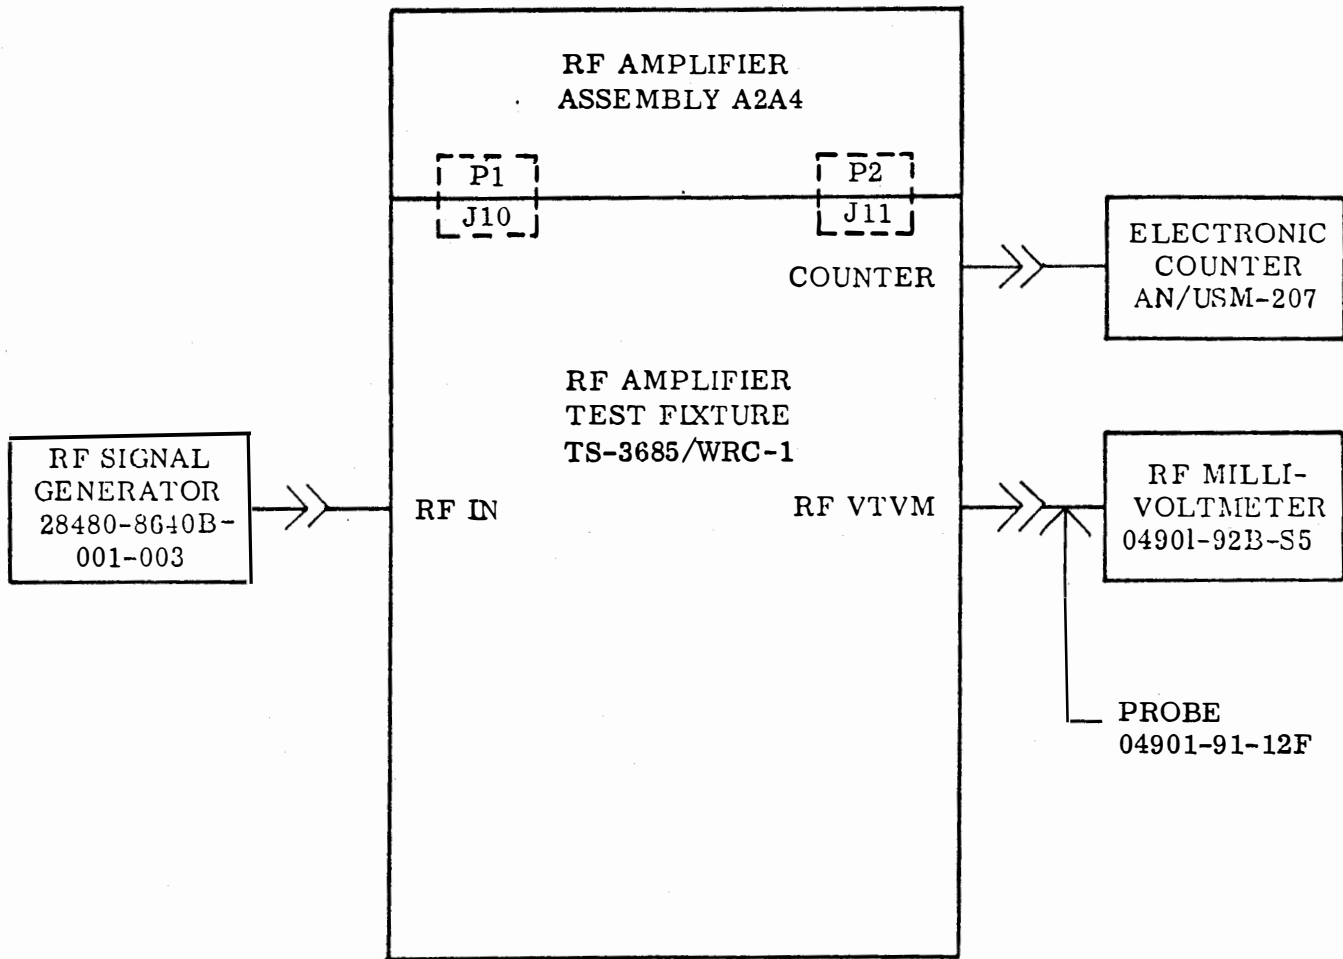 RF AMPLIFIER
ASSEMBLY A2A4
P1
J10
P2
J11
COUNTER
ELECTRONIC
COUNTER
AN/USM-207
RF AMPLIFIER
TEST FIXTURE
TS-3685/WRC-1
RF SIGNAL
GENERATOR
28480-8640B-
001-003
RF IN
RF VTVM
RF MILLI-
VOLTMETER
04901-92B-S5
PROBE
04901-91-12F